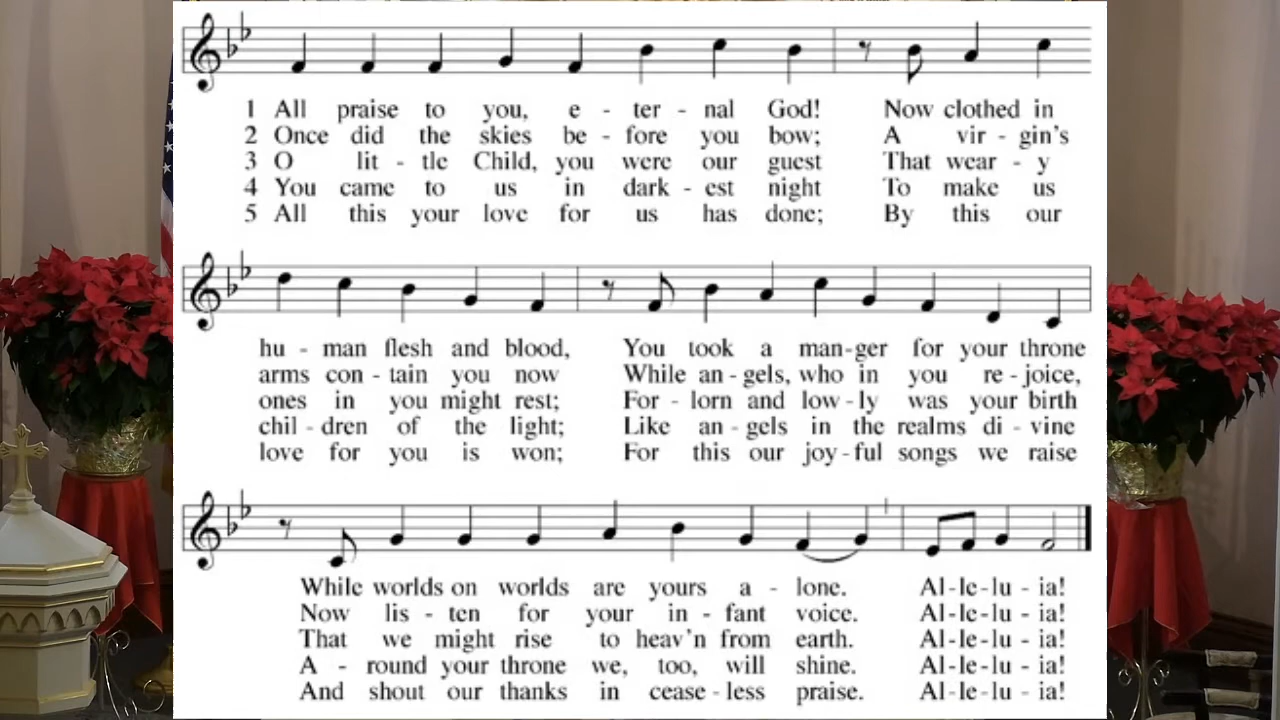 1 All praise to you, e - ter - nal God! Now clothed in
2 Once did the skies be - fore you bow; A vir - gin's
3 O lit - tle Child, you were our guest That wear - y
4 You came to us in dark - est night To make us
5 All this your love for us has done; By this our
hu - man flesh and blood, You took a man-ger for your throne
arms con - tain you now While an - gels, who in you re - joice,
ones in you might rest; For - lorn and low - ly was your birth
chil - dren of the light; Like an - gels in the realms di - vine
love for you is won; For this our joy - ful songs we raise
While worlds on worlds are yours a - lone. Al - le - lu - ia!
Now lis - ten for your in - fant voice. Al - le - lu - ia!
That we might rise to heav'n from earth. Al - le - lu - ia!
A - round your throne we, too, will shine. Al - le - lu - ia!
And shout our thanks in cease - less praise. Al - le - lu - ia!